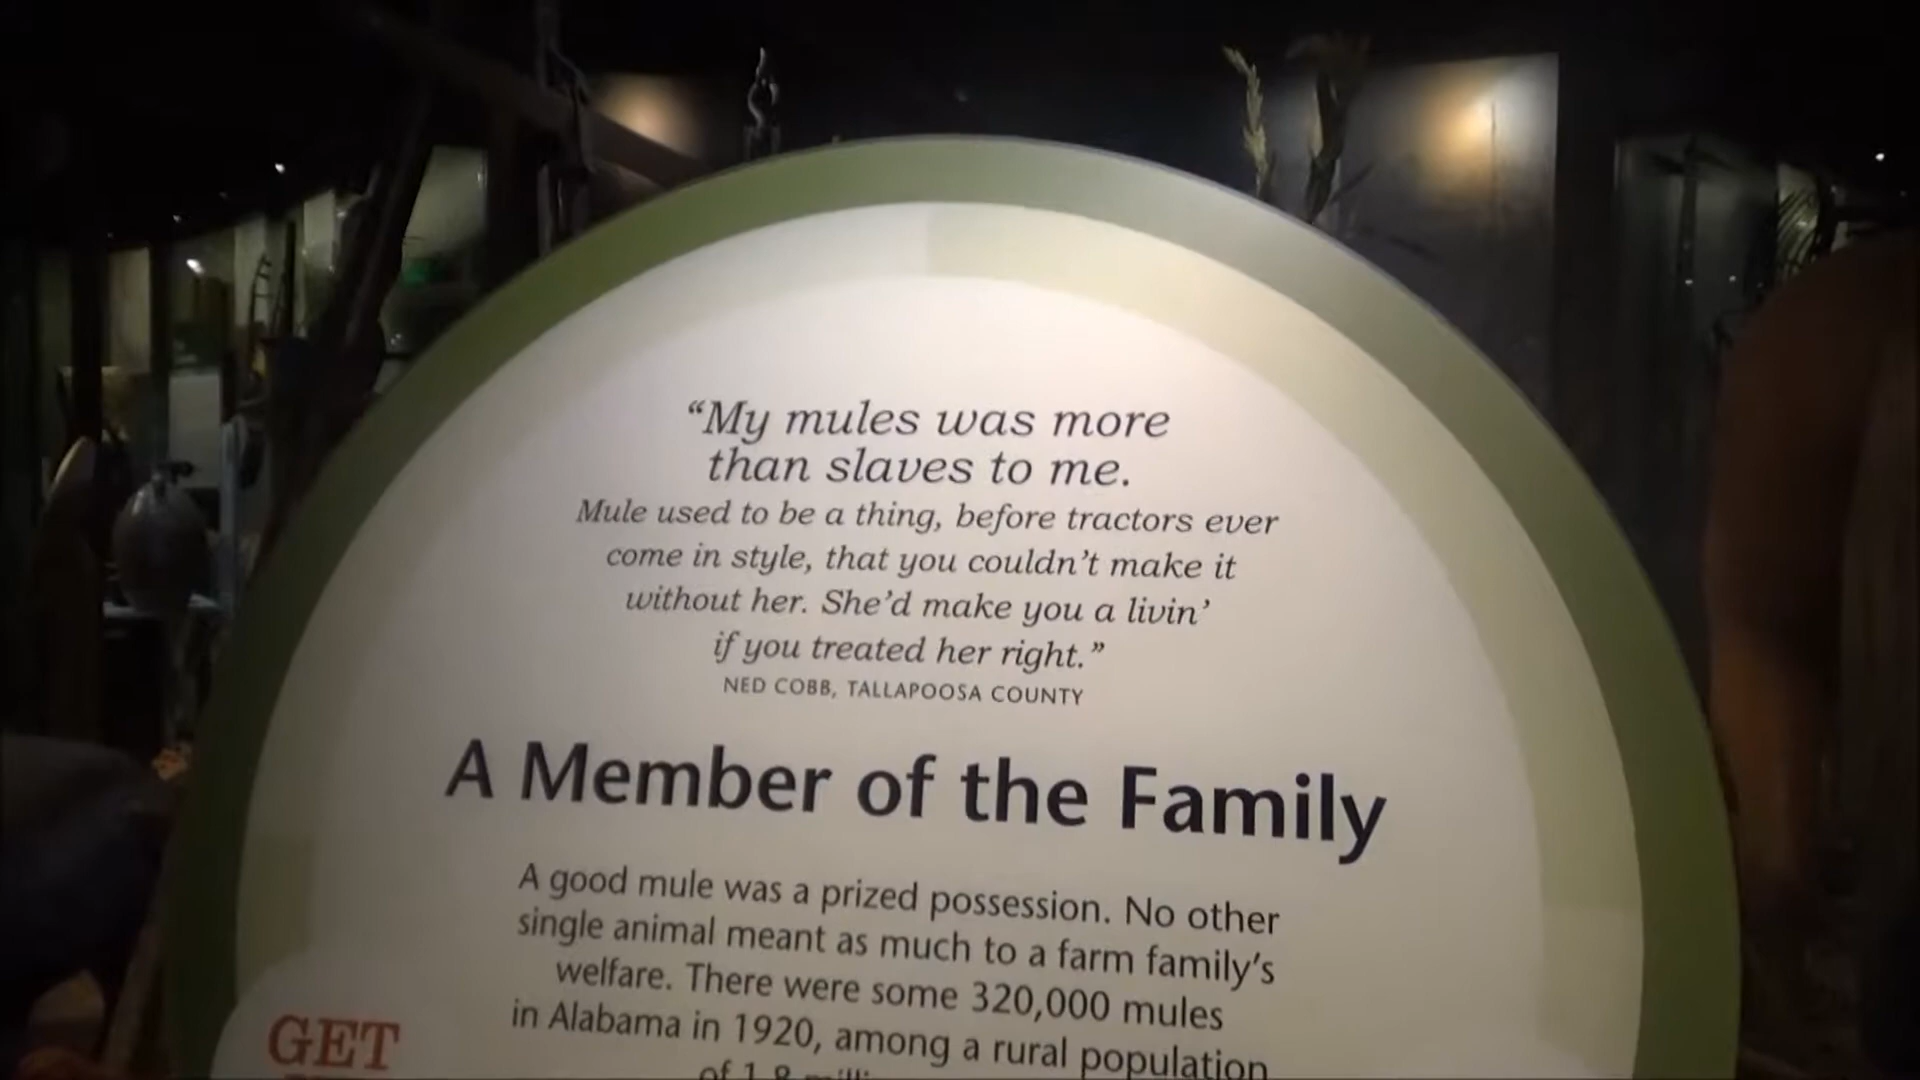 “My mules was more
than slaves to me.
Mule used to be a thing, before tractors ever
come in style, that you couldn’t make it
without her. She’d make you a livin’
if you treated her right.”
NED COBB, TALLAPOOSA COUNTY
A Member of the Family
A good mule was a prized possession. No other
single animal meant as much to a farm family’s
welfare. There were some 320,000 mules
in Alabama in 1920, among a rural population
of 1.8
GET